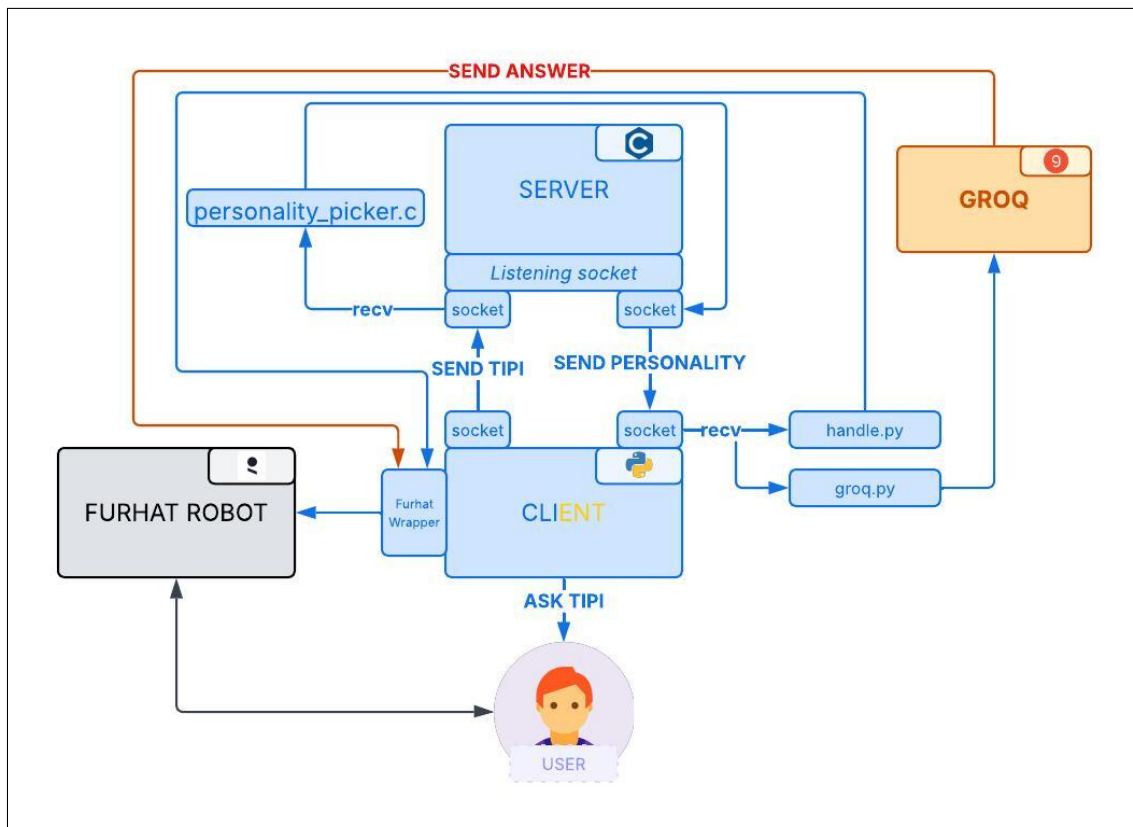 SEND ANSWER
C
SERVER
9
GROQ
personality_picker.c
Listening socket
recv
socket
socket
SEND TIPI
SEND PERSONALITY
socket
socket
recv
handle.py
groq.py
FURHAT ROBOT
Furhat
Wrapper
CLIENT
ASK TIPI
USER